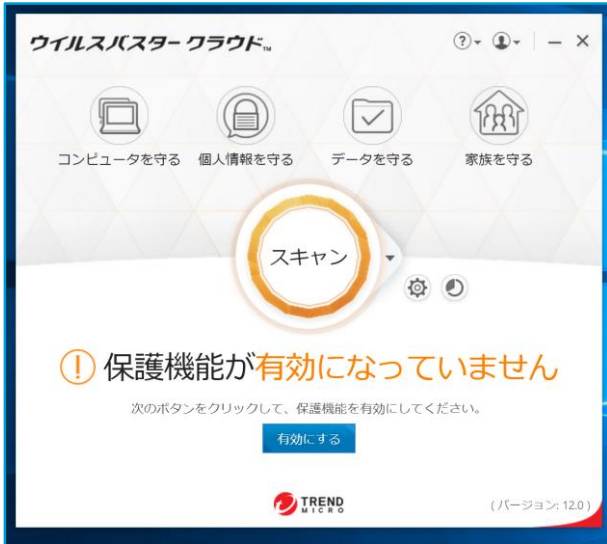 ウイルスバスター クラウド™
?
コンピュータを守る 個人情報を守る データを守る 家族を守る
スキャン
! 保護機能が有効になっていません
次のボタンをクリックして、保護機能を有効にしてください。
有効にする
TREND
MICRO
(バージョン: 12.0)